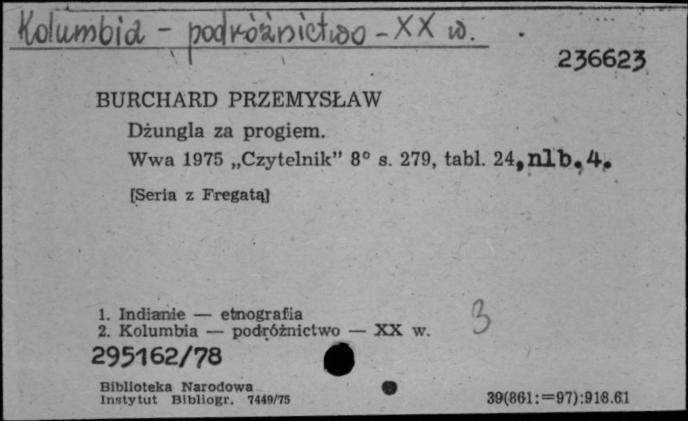 Kolumbia - podróżnictwo - XX w.
236623
BURCHARD PRZEMYSŁAW
Dżungla za progiem.
Wwa 1975 „Czytelnik” 8° s. 279, tabl. 24, nlb. 4.
[Seria z Fregatą]
1. Indianie — etnografia
3
2. Kolumbia — podróżnictwo — XX w.
295162/78
Biblioteka Narodowa
Instytut Bibliogr. 7449/75
39(861:=97):918.61